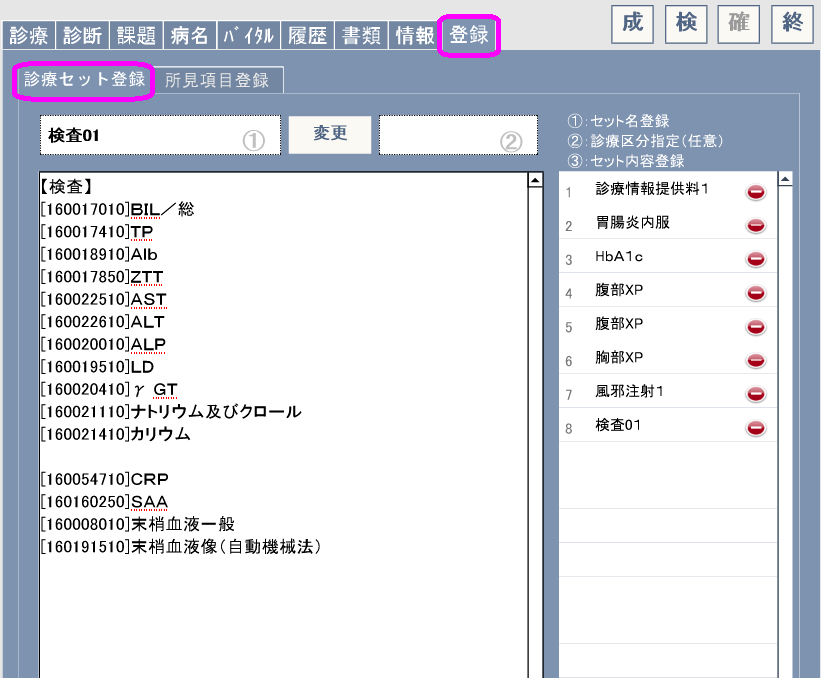 診療 診断 課題 病名 ﾊﾞｲﾀﾙ 履歴 書類 情報 登録 成 検 確 終
診療セット登録 所見項目登録
検査01 ① 変更 ②
①:セット名登録
②:診療区分指定(任意)
③:セット内容登録
【検査】
[160017010]BIL／総
[160017410]TP
[160018910]Alb
[160017850]ZTT
[160022510]AST
[160022610]ALT
[160020010]ALP
[160019510]LD
[160020410]γ GT
[160021110]ナトリウム及びクロール
[160021410]カリウム
[160054710]CRP
[160160250]SAA
[160008010]末梢血液一般
[160191510]末梢血液像(自動機械法)
1 診療情報提供料1
2 胃腸炎内服
3 HbA1c
4 腹部XP
5 腹部XP
6 胸部XP
7 風邪注射1
8 検査01